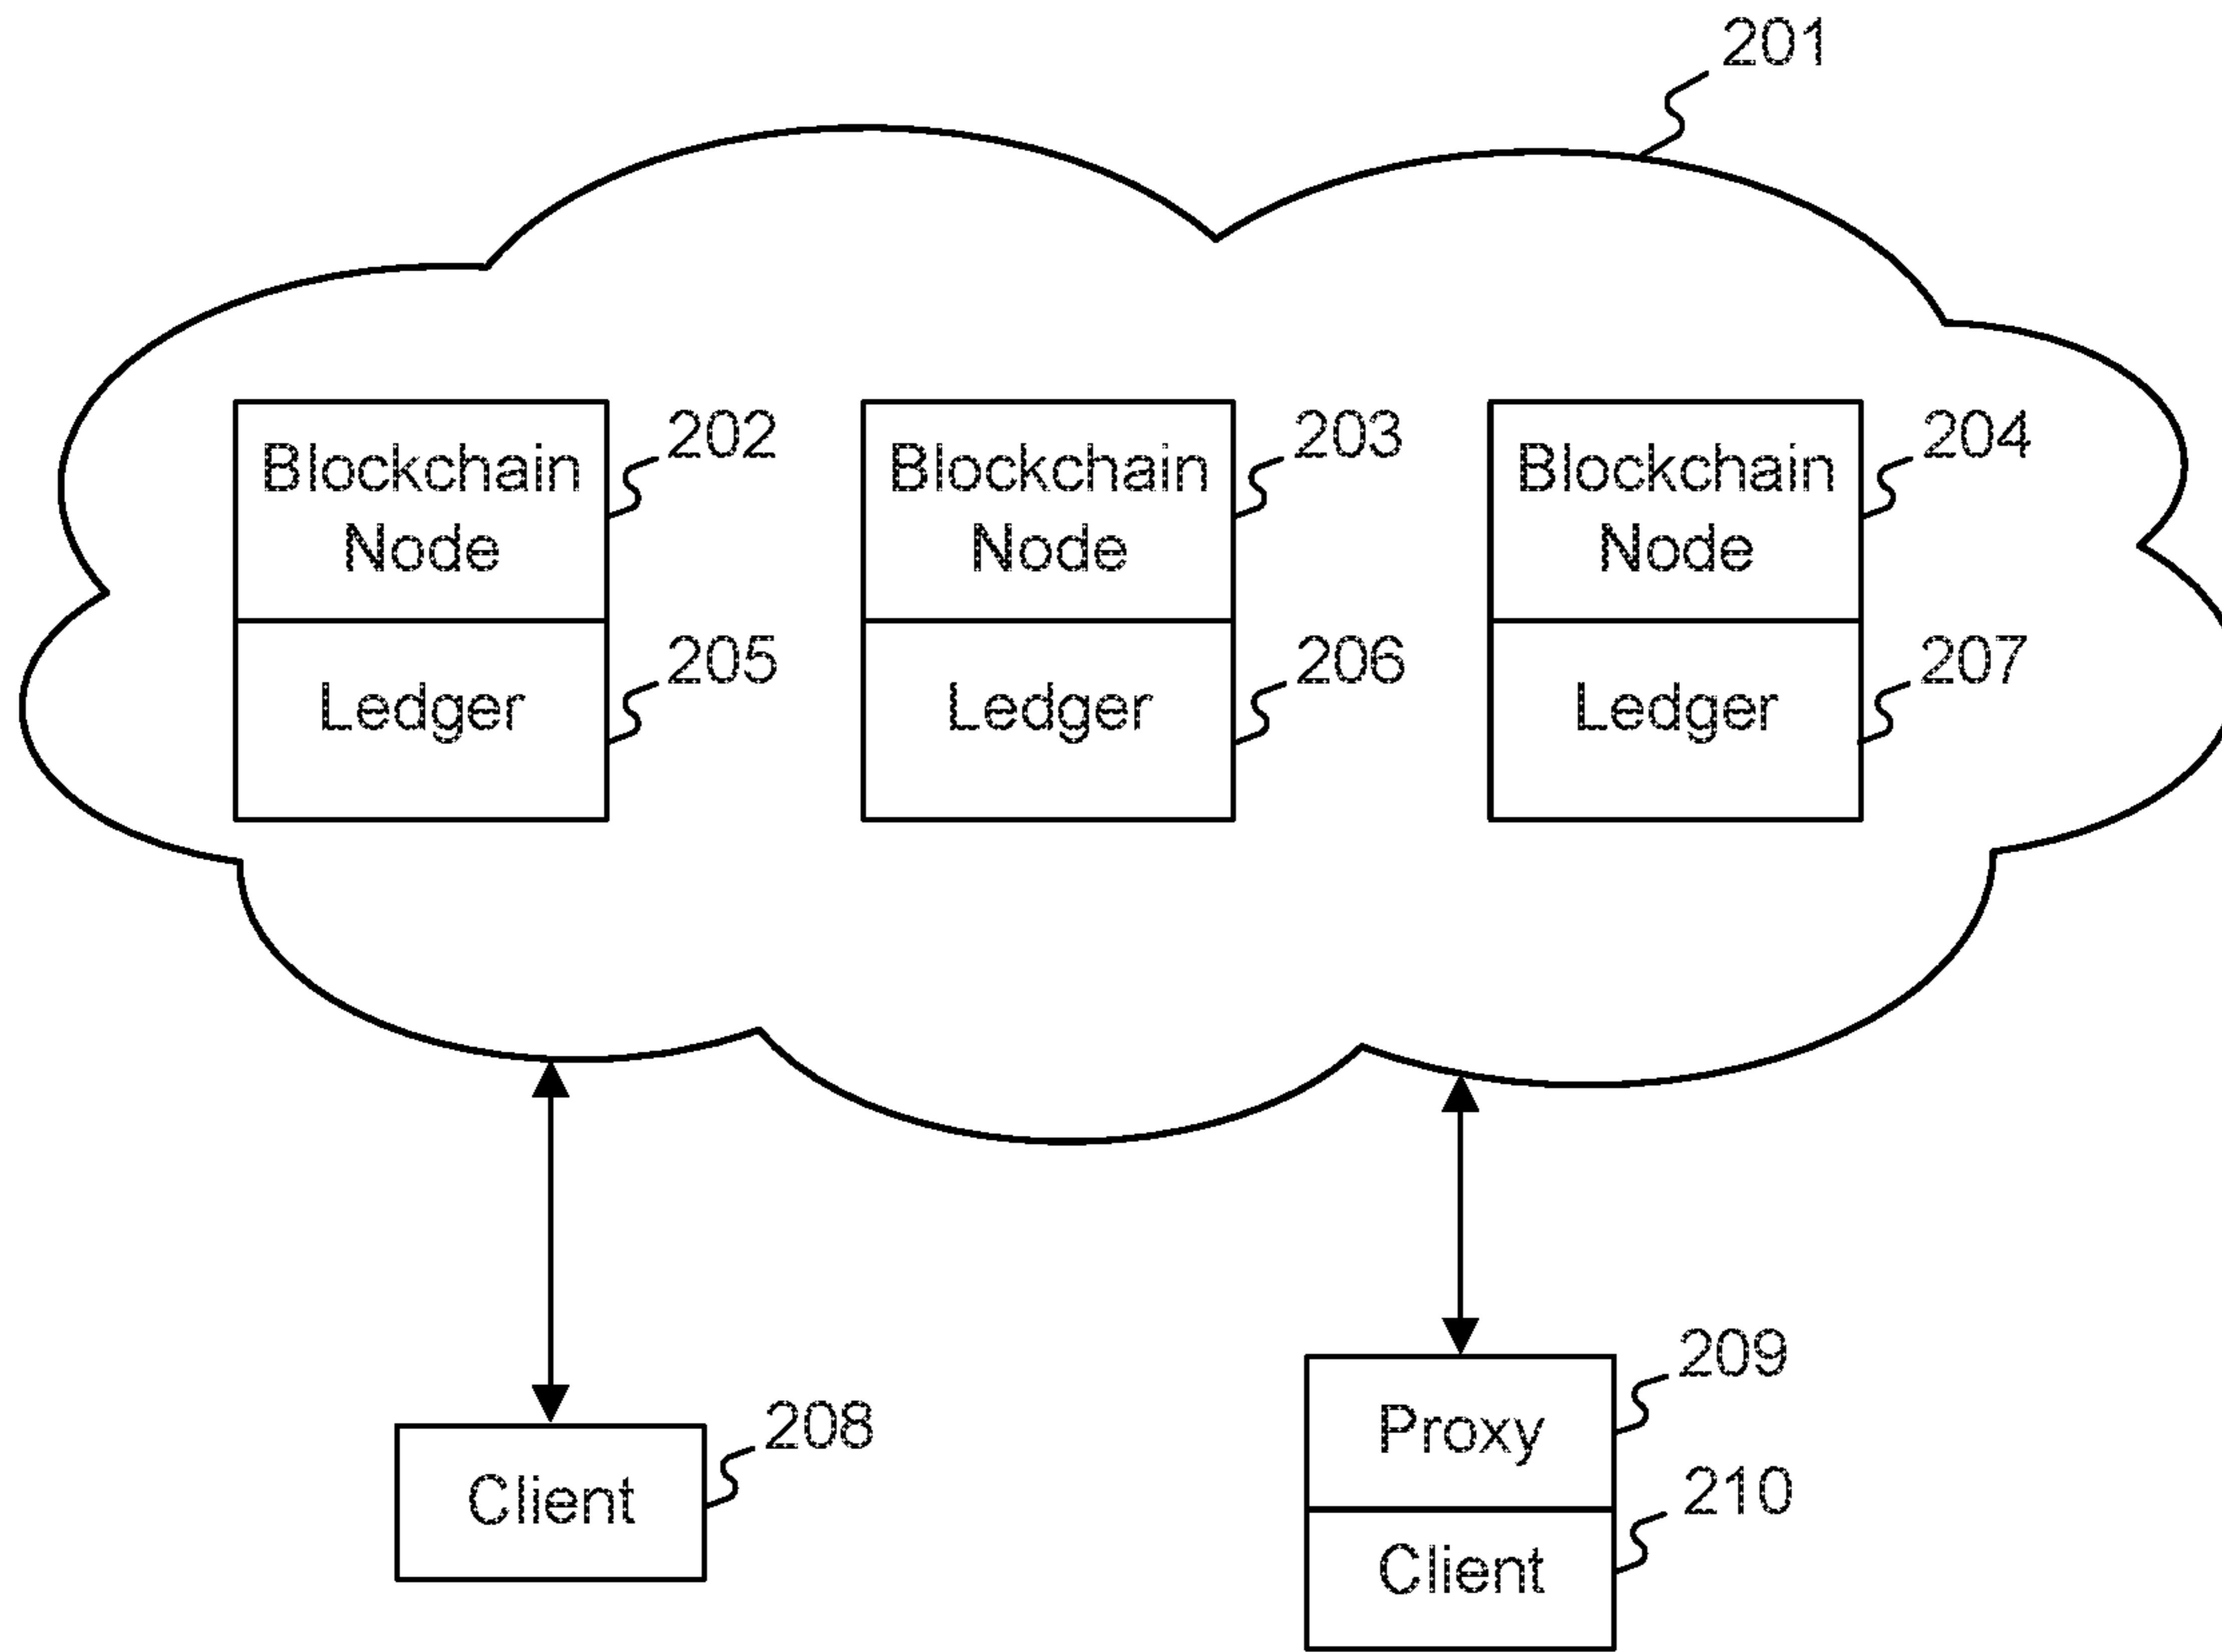 201
Blockchain
Node
202
Blockchain
Node
203
Blockchain
Node
204
Ledger
205
Ledger
206
Ledger
207
Client
208
Proxy
209
Client
210